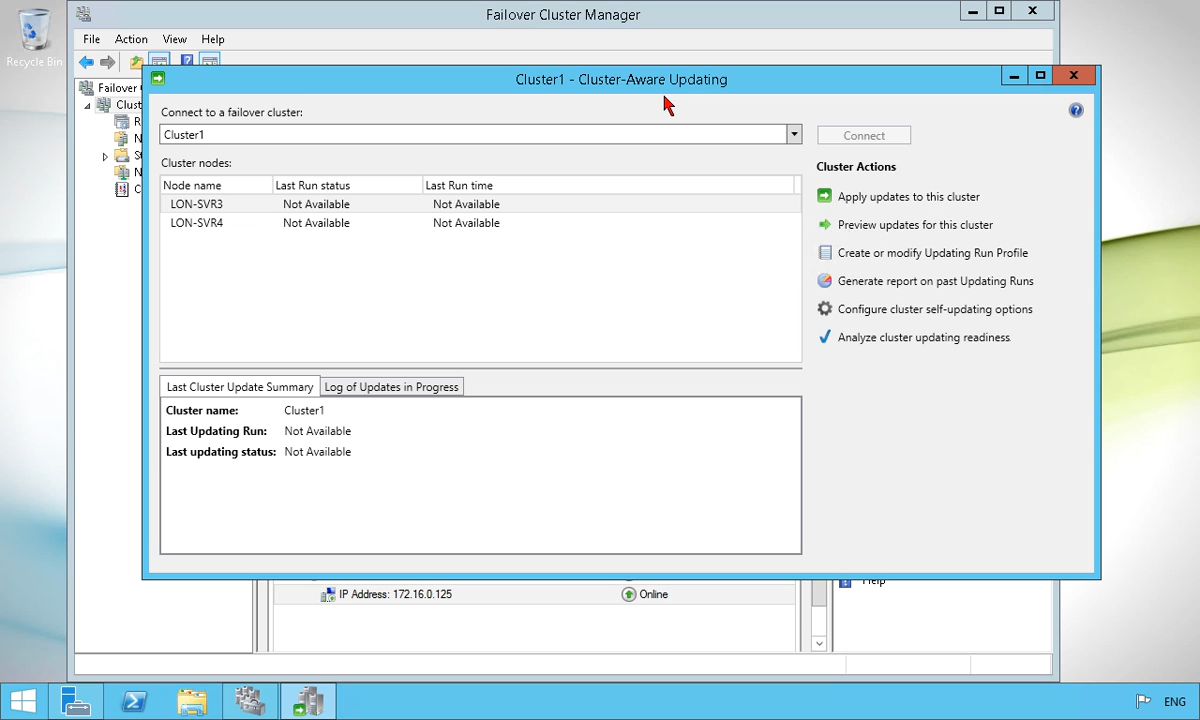 Recycle Bin
Failover Cluster Manager
File Action View Help
Failover
Clust
R
N
St
N
C
Cluster1 - Cluster-Aware Updating
Connect to a failover cluster:
Cluster1
Connect
Cluster nodes:
Node name Last Run status Last Run time
LON-SVR3 Not Available Not Available
LON-SVR4 Not Available Not Available
Cluster Actions
Apply updates to this cluster
Preview updates for this cluster
Create or modify Updating Run Profile
Generate report on past Updating Runs
Configure cluster self-updating options
Analyze cluster updating readiness
Last Cluster Update Summary Log of Updates in Progress
Cluster name: Cluster1
Last Updating Run: Not Available
Last updating status: Not Available
Help
IP Address: 172.16.0.125 Online
ENG